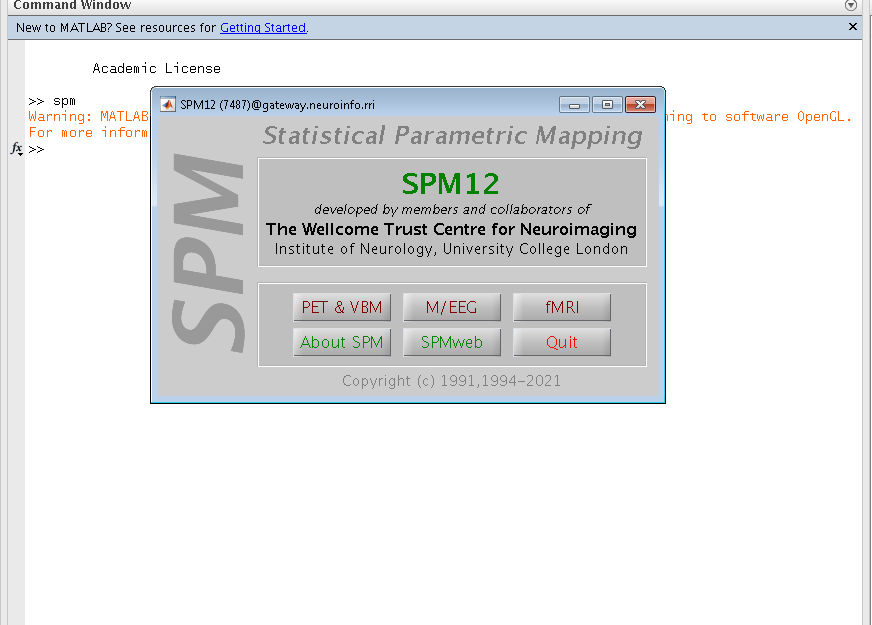 Command Window
New to MATLAB? See resources for Getting Started.
Academic License
>> spm
Warning: MATLAB ning to software OpenGL.
For more inform
fx >>
SPM12 (7487)@gateway.neuroinfo.rri
Statistical Parametric Mapping
SPM
SPM12
developed by members and collaborators of
The Wellcome Trust Centre for Neuroimaging
Institute of Neurology, University College London
PET & VBM M/EEG fMRI
About SPM SPMweb Quit
Copyright (c) 1991,1994-2021